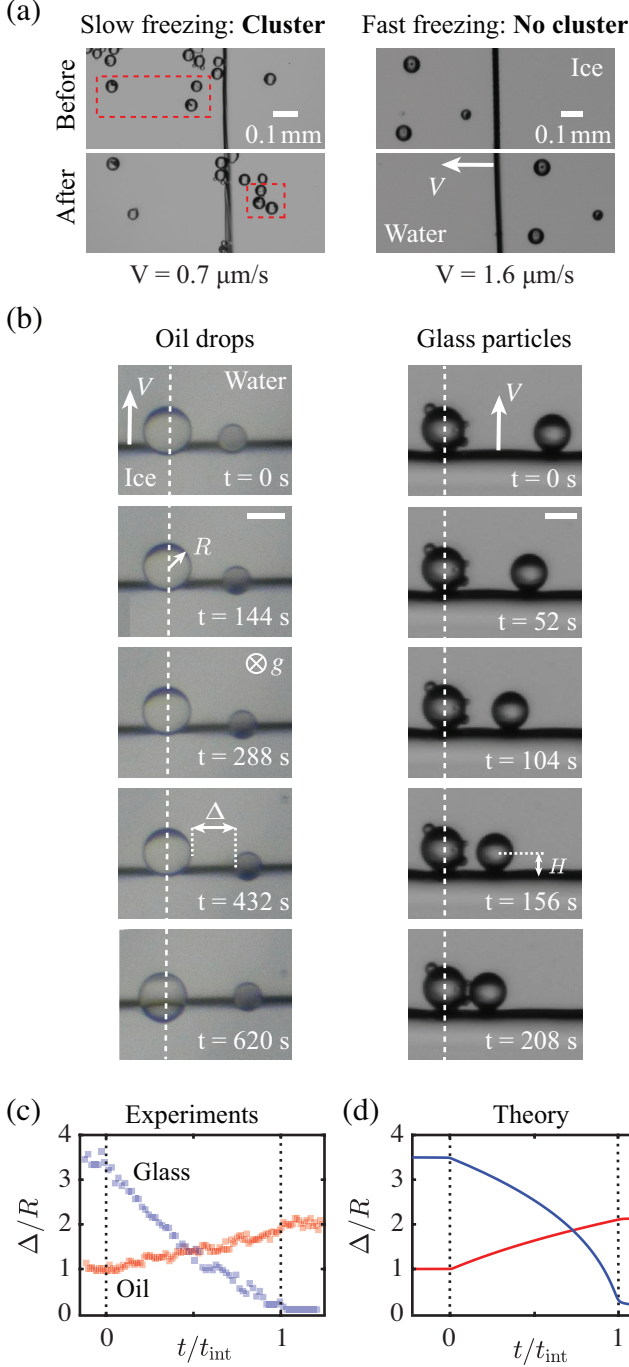 (a)
Slow freezing: Cluster
Fast freezing: No cluster
Before
0.1 mm
Ice
0.1 mm
After
V
Water
V = 0.7 μm/s
V = 1.6 μm/s
(b)
Oil drops
Glass particles
V
Water
Ice
t = 0 s
V
t = 0 s
R
t = 144 s
t = 52 s
⊗ g
t = 288 s
t = 104 s
Δ
t = 432 s
H
t = 156 s
t = 620 s
t = 208 s
(c)
Experiments
4
3
2
1
0
Δ/R
Glass
Oil
0
1
t/t_int
(d)
Theory
4
3
2
1
0
Δ/R
0
1
t/t_int